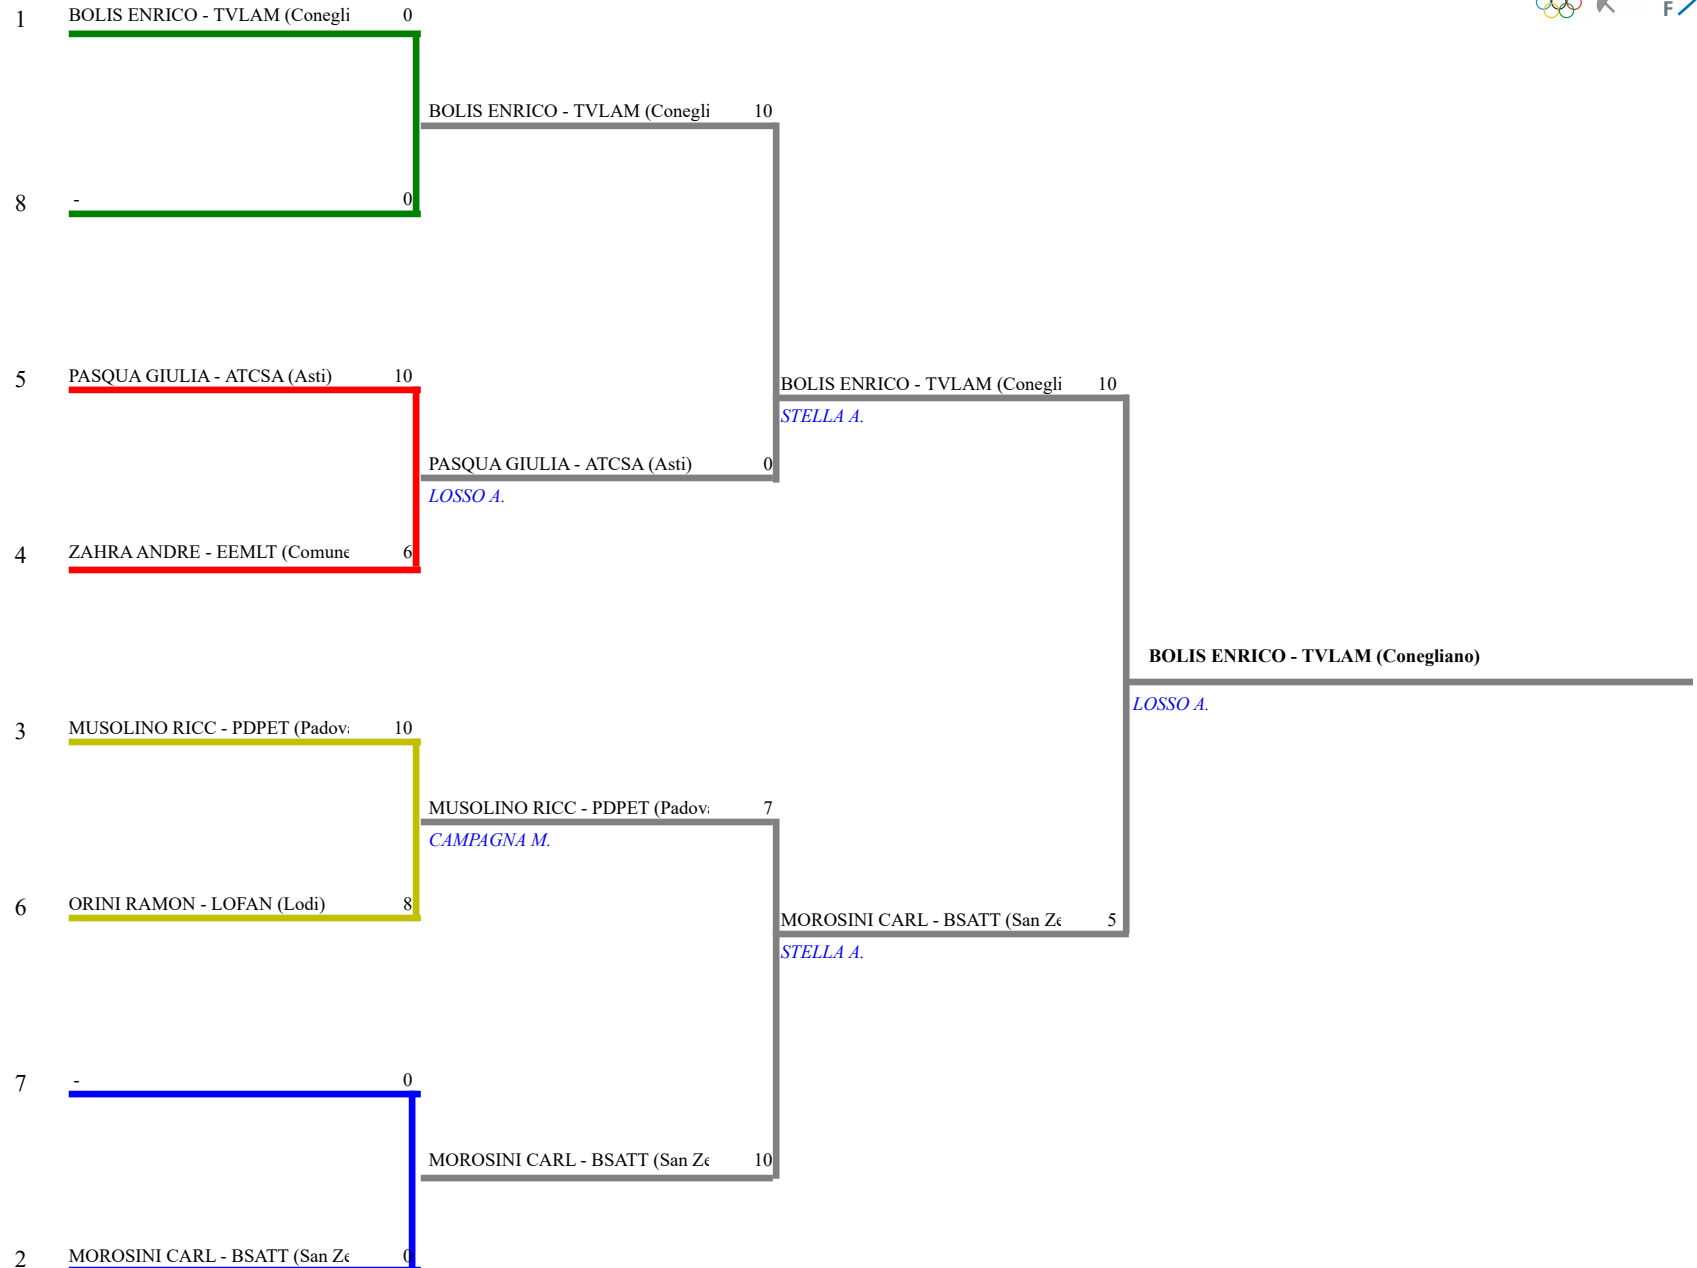 1 BOLIS ENRICO - TVLAM (Conegli 0
F
BOLIS ENRICO - TVLAM (Conegli 10
8 - 0
5 PASQUA GIULIA - ATCSA (Asti) 10
BOLIS ENRICO - TVLAM (Conegli 10
STELLA A.
PASQUA GIULIA - ATCSA (Asti) 0
LOSSO A.
4 ZAHRA ANDRE - EEMLT (Comune 6
BOLIS ENRICO - TVLAM (Conegliano)
LOSSO A.
3 MUSOLINO RICC - PDPET (Padov 10
MUSOLINO RICC - PDPET (Padov 7
CAMPAGNA M.
6 ORINI RAMON - LOFAN (Lodi) 8
MOROSINI CARL - BSATT (San Ze 5
STELLA A.
7 - 0
MOROSINI CARL - BSATT (San Ze 10
2 MOROSINI CARL - BSATT (San Ze 0